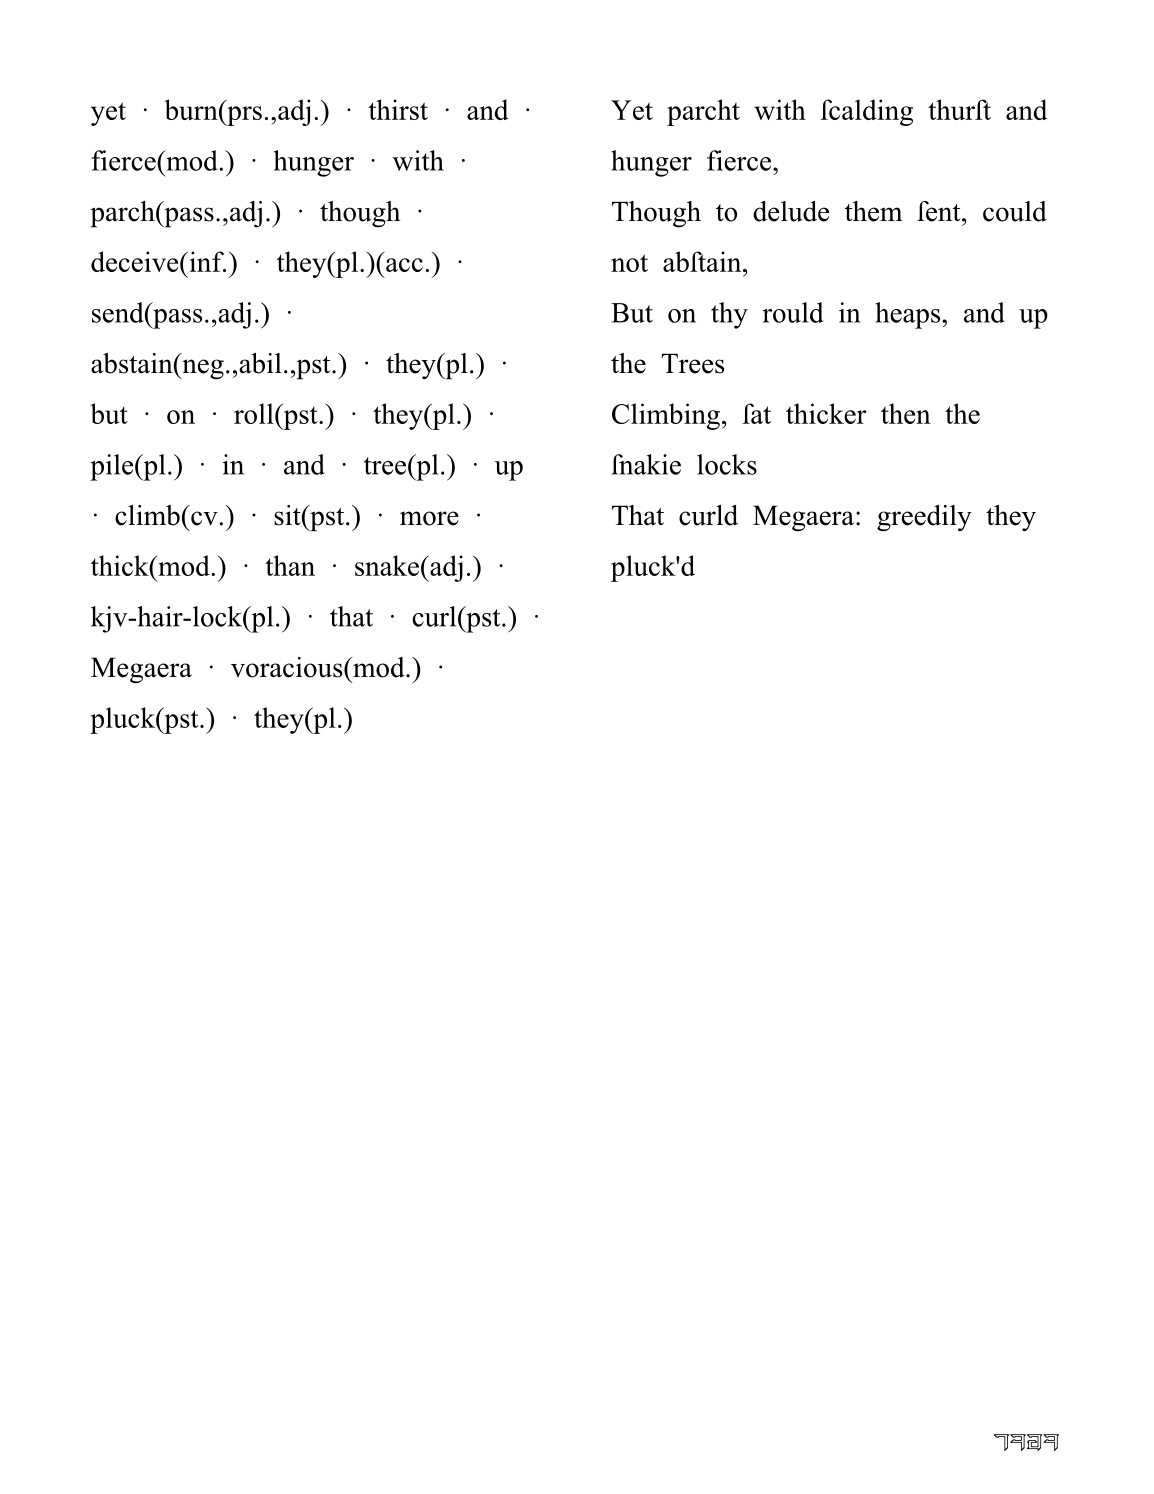 yet · burn(prs.,adj.) · thirst · and ·
fierce(mod.) · hunger · with ·
parch(pass.,adj.) · though ·
deceive(inf.) · they(pl.)(acc.) ·
send(pass.,adj.) ·
abstain(neg.,abil.,pst.) · they(pl.) ·
but · on · roll(pst.) · they(pl.) ·
pile(pl.) · in · and · tree(pl.) · up
· climb(cv.) · sit(pst.) · more ·
thick(mod.) · than · snake(adj.) ·
kjv-hair-lock(pl.) · that · curl(pst.) ·
Megaera · voracious(mod.) ·
pluck(pst.) · they(pl.)
Yet parcht with ſcalding thurſt and
hunger fierce,
Though to delude them ſent, could
not abſtain,
But on thy rould in heaps, and up
the Trees
Climbing, ſat thicker then the
ſnakie locks
That curld Megaera: greedily they
pluck'd